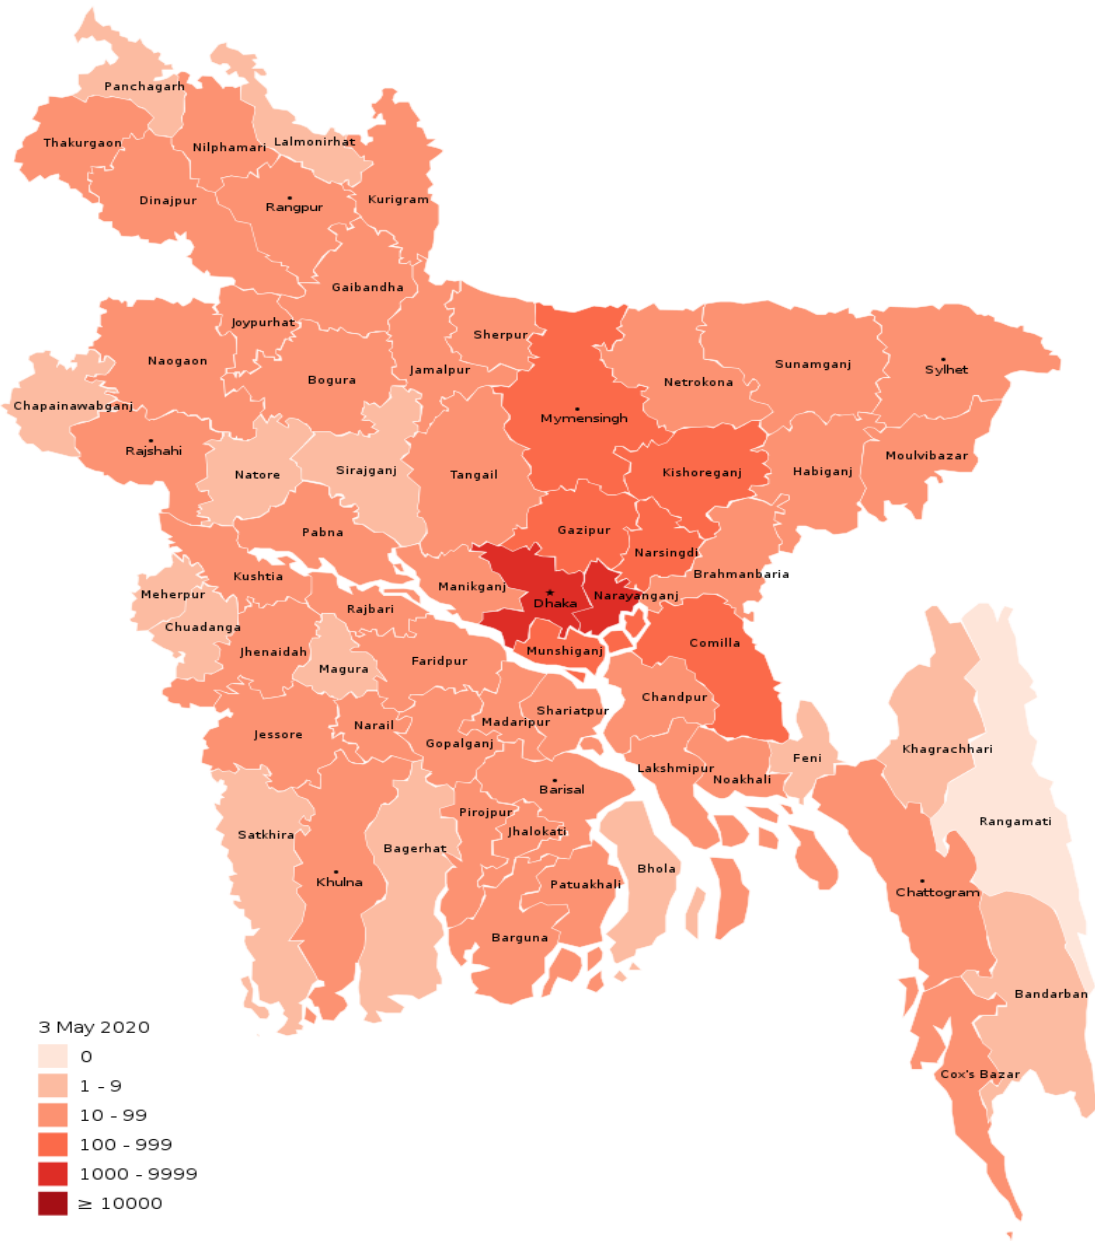 Panchagarh
Thakurgaon
Nilphamari
Lalmonirhat
Dinajpur
Rangpur
Kurigram
Gaibandha
Joypurhat
Sherpur
Naogaon
Bogura
Jamalpur
Netrokona
Sunamganj
Sylhet
Chapainawabganj
Mymensingh
Rajshahi
Natore
Sirajganj
Tangail
Kishoreganj
Habiganj
Moulvibazar
Pabna
Gazipur
Narsingdi
Kushtia
Manikganj
Brahmanbaria
Meherpur
Rajbari
Dhaka
Narayanganj
Chuadanga
Jhenaidah
Magura
Faridpur
Munshiganj
Comilla
Jessore
Narail
Gopalganj
Madaripur
Shariatpur
Chandpur
Lakshmipur
Noakhali
Feni
Khagrachhari
Barisal
Pirojpur
Jhalokati
Satkhira
Bagerhat
Rangamati
Khulna
Patuakhali
Bhola
Chattogram
Barguna
Bandarban
Cox's Bazar
3 May 2020
0
1 - 9
10 - 99
100 - 999
1000 - 9999
≥ 10000